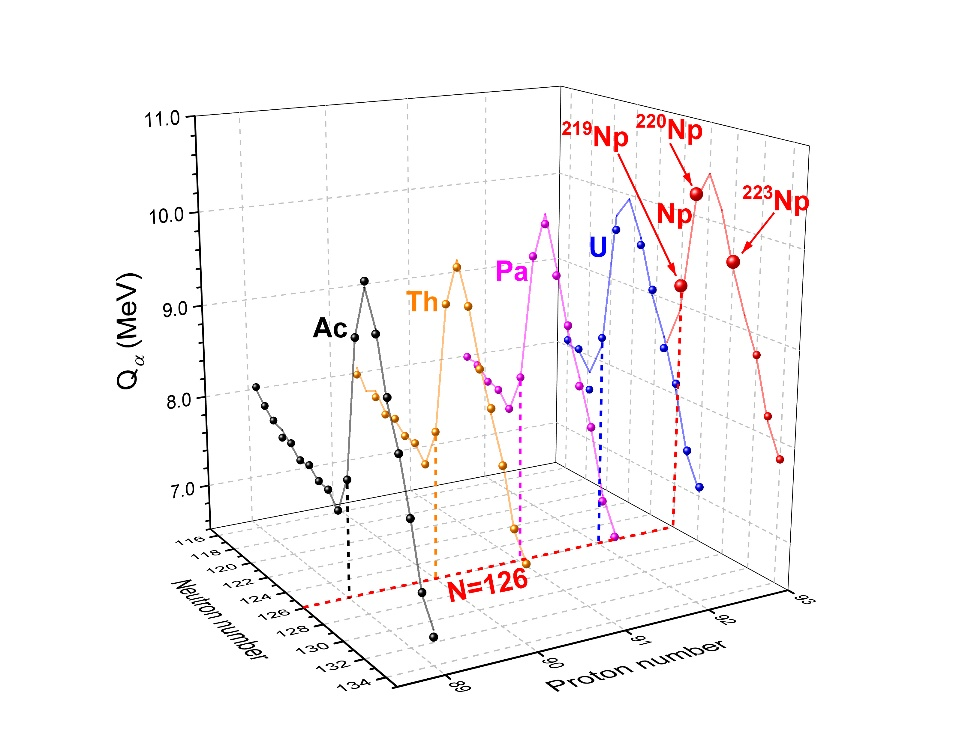 11.0
10.0
9.0
8.0
7.0
Qα (MeV)
219Np
220Np
223Np
Np
U
Pa
Th
Ac
N=126
116
118
120
122
124
126
128
130
132
134
Neutron number
89
90
91
92
93
Proton number